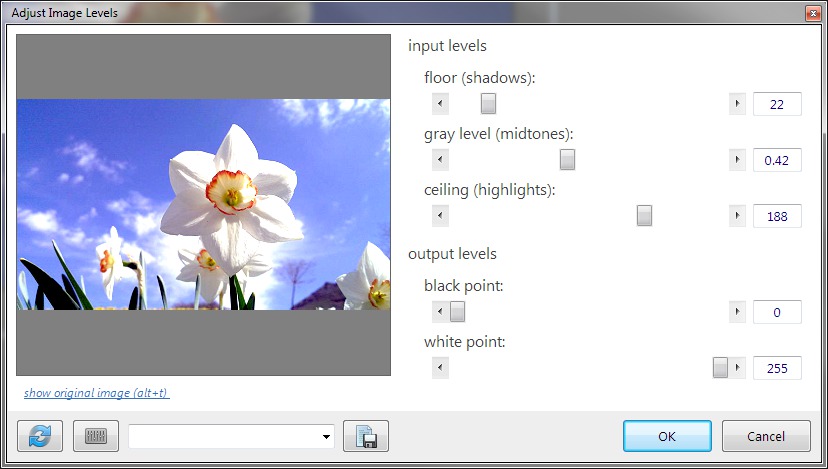 Adjust Image Levels
input levels
floor (shadows):
22
gray level (midtones):
0.42
ceiling (highlights):
188
output levels
black point:
0
white point:
255
show original image (alt+t)
OK
Cancel